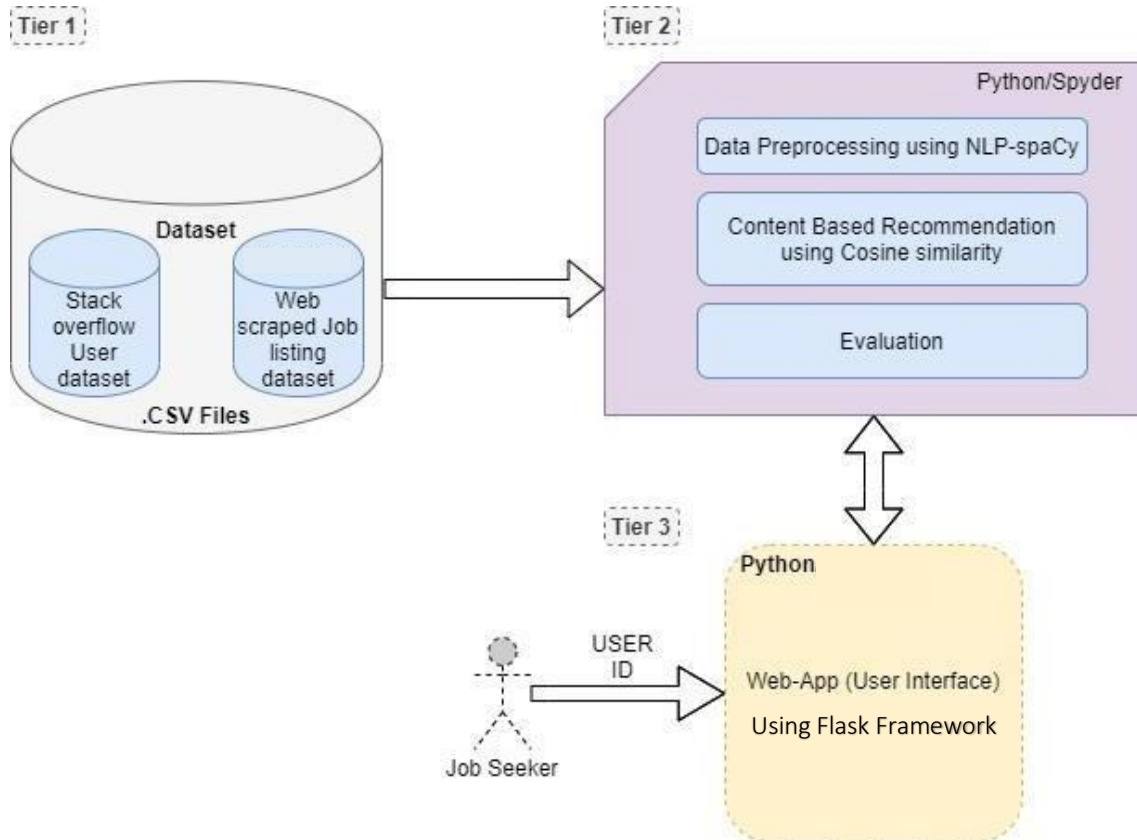 Tier 1
Dataset
Stack
overflow
User
dataset
Web
scraped Job
listing
dataset
.CSV Files
Tier 2
Python/Spyder
Data Preprocessing using NLP-spaCy
Content Based Recommendation
using Cosine similarity
Evaluation
Tier 3
Python
Web-App (User Interface)
Using Flask Framework
USER
ID
Job Seeker